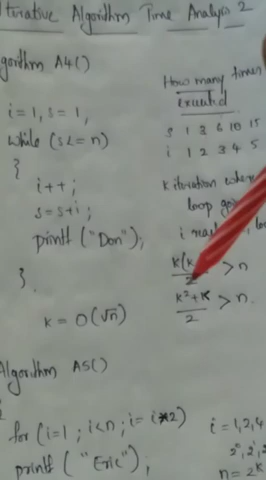 Iterative Algorithm Time Analysis 2
Algorithm A4()
i=1, s=1,
while (s<=n)
{
i++;
s=s+i;
printf ("Don");
}
k = O(√n)
How many times
executed
s 1 3 6 10 15
i 1 2 3 4 5
k iteration when
loop
i
k(k
2
> n
k²+k
2
> n.
Algorithm A5()
for (i=1; i<n; i=i*2)
printf ("Eric");
i=1,2,4
n=2ᵏ